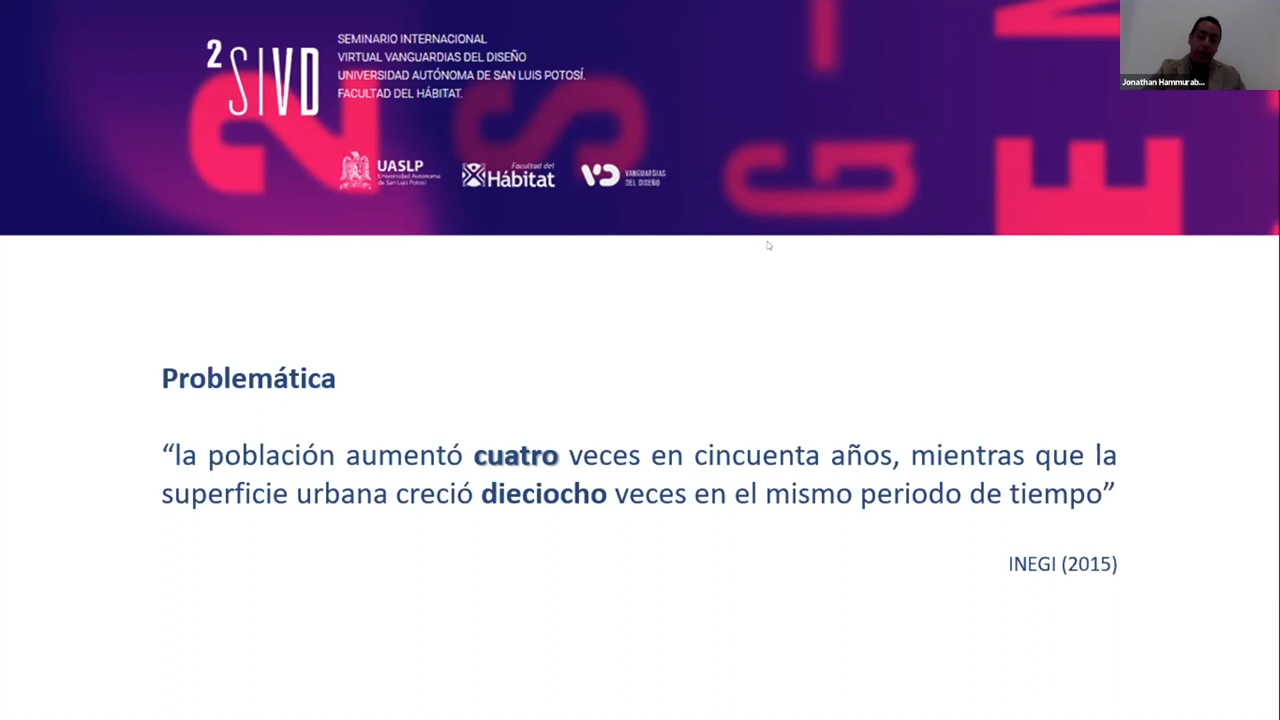 2 SIVD
SEMINARIO INTERNACIONAL
VIRTUAL VANGUARDIAS DEL DISEÑO
UNIVERSIDAD AUTÓNOMA DE SAN LUIS POTOSÍ.
FACULTAD DEL HÁBITAT.
UASLP
Universidad Autónoma
de San Luis Potosí
Facultad del
Hábitat
VD
VANGUARDIAS
DEL DISEÑO
2
S
G
E
Jonathan Hammurab...
Problemática
“la población aumentó cuatro veces en cincuenta años, mientras que la
superficie urbana creció dieciocho veces en el mismo periodo de tiempo”
INEGI (2015)